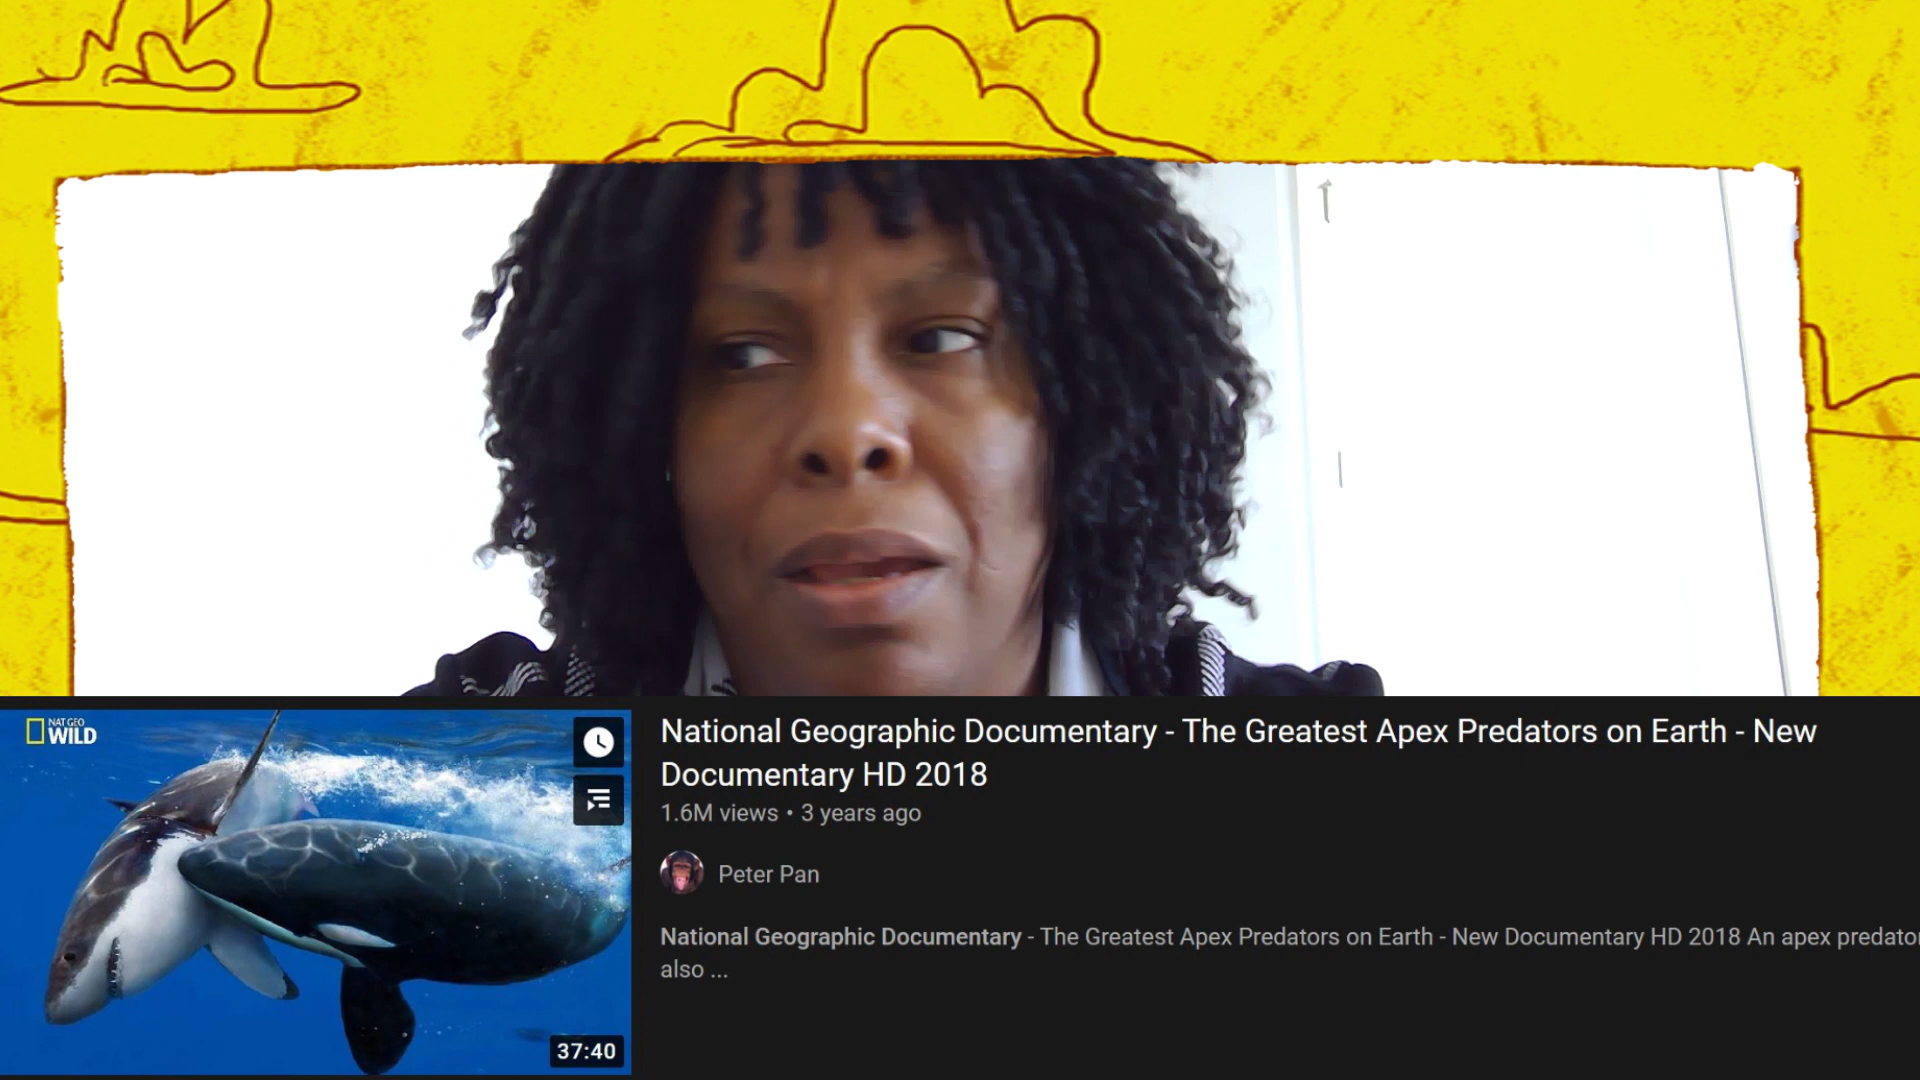 NAT GEO
WILD
37:40
National Geographic Documentary - The Greatest Apex Predators on Earth - New
Documentary HD 2018
1.6M views • 3 years ago
Peter Pan
National Geographic Documentary - The Greatest Apex Predators on Earth - New Documentary HD 2018 An apex predator
also ...